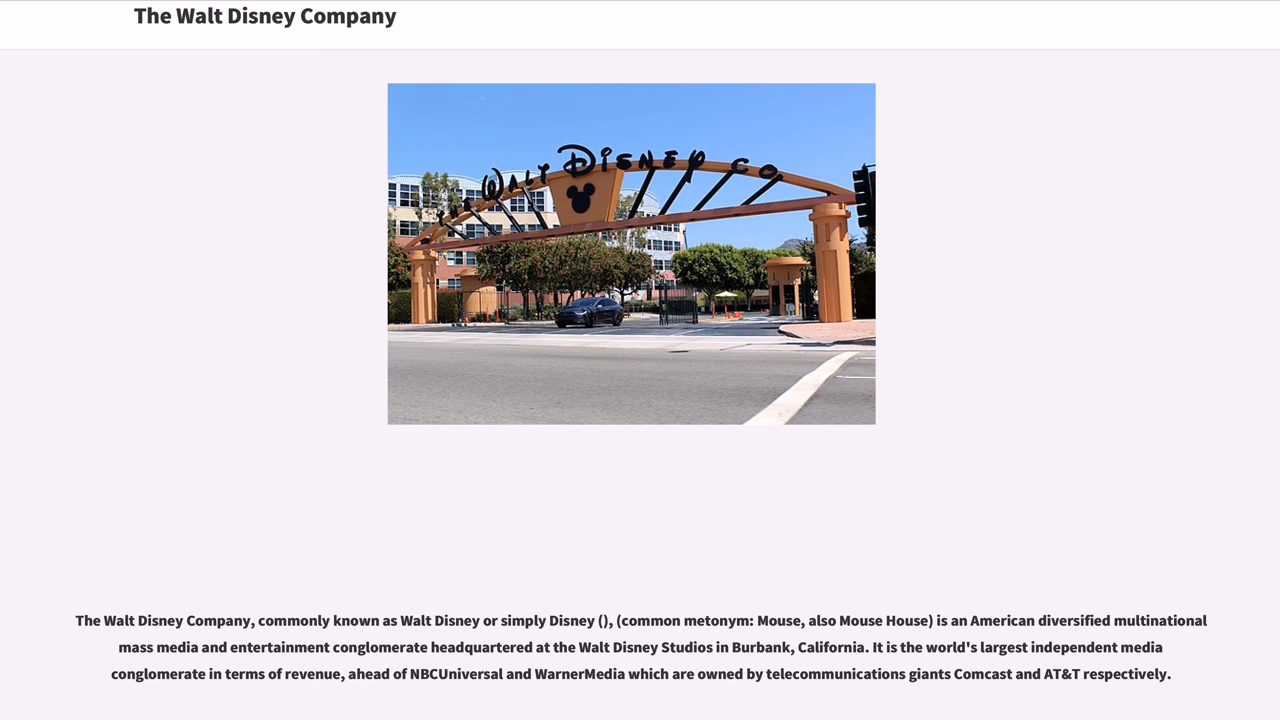 The Walt Disney Company
THE WALT DISNEY CO.
The Walt Disney Company, commonly known as Walt Disney or simply Disney (), (common metonym: Mouse, also Mouse House) is an American diversified multinational
mass media and entertainment conglomerate headquartered at the Walt Disney Studios in Burbank, California. It is the world's largest independent media
conglomerate in terms of revenue, ahead of NBCUniversal and WarnerMedia which are owned by telecommunications giants Comcast and AT&T respectively.